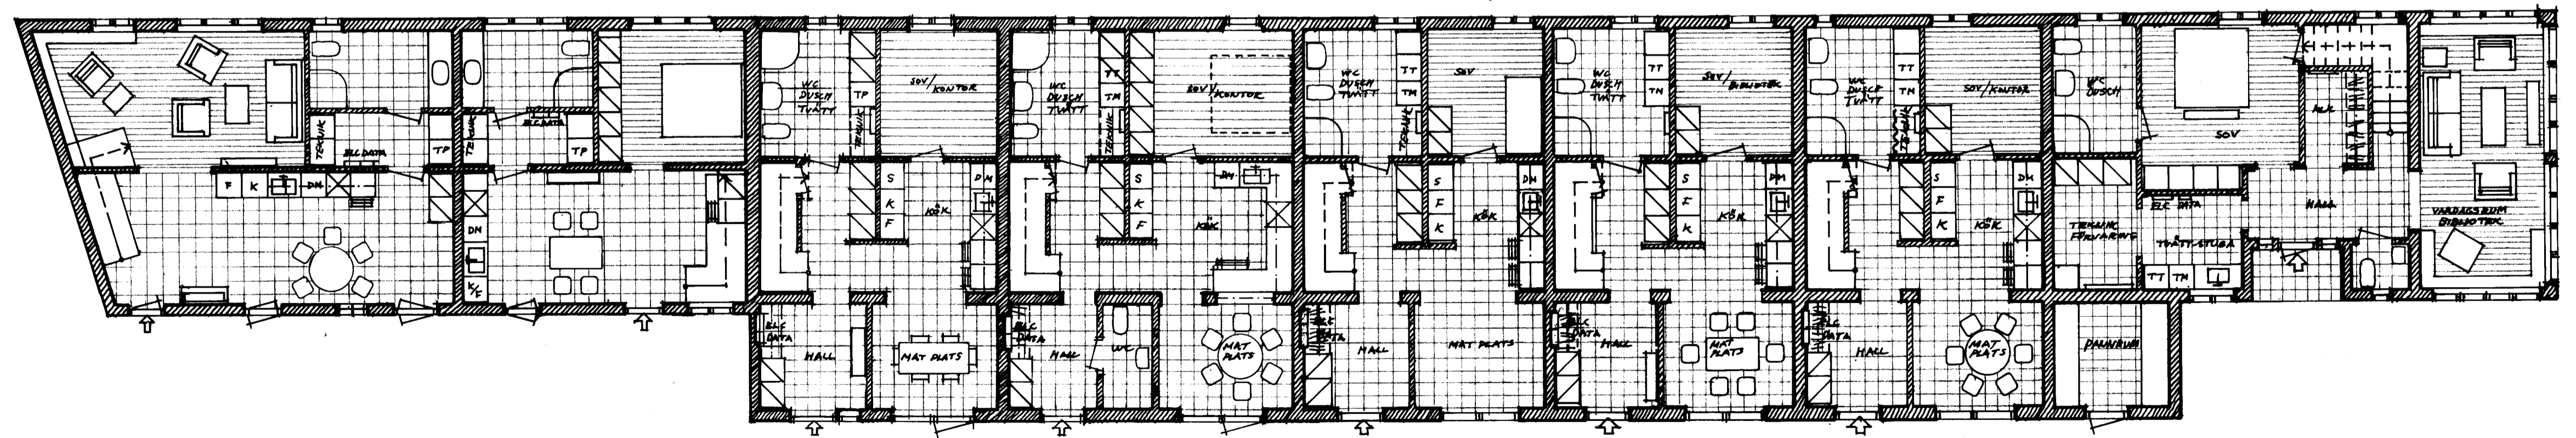 TEKNIK
ELC DATA
TP
F K DM
TEKNIK
ELC DATA
TP
DM
K/F
WC
DUSCH
TVÄTT
TP
TEKNIK
SOV/
KONTOR
S
K
F
DM
KÖK
ELC
DATA
HALL
MAT PLATS
WC
DUSCH
TVÄTT
TT
TM
TEKNIK
SOV/
KONTOR
S
K
F
DM
KÖK
ELC
DATA
HALL
WC
MAT
PLATS
WC
DUSCH
TVÄTT
TT
TM
TEKNIK
SOV
S
F
K
DM
KÖK
ELC
DATA
HALL
MAT PLATS
WC
DUSCH
TVÄTT
TT
TM
SOV/
BIBLIOTEK
S
F
K
DM
KÖK
ELC
DATA
HALL
MAT
PLATS
WC
DUSCH
TVÄTT
TT
TM
TEKNIK
SOV/KONTOR
S
F
K
DM
KÖK
ELC
DATA
HALL
MAT
PLATS
WC
DUSCH
SOV
KLK
ELC DATA
HALL
TEKNIK
FÖRVARING
TVÄTTSTUGA
TT TM
PANNRUM
VARDAGSRUM
BIBLIOTEK